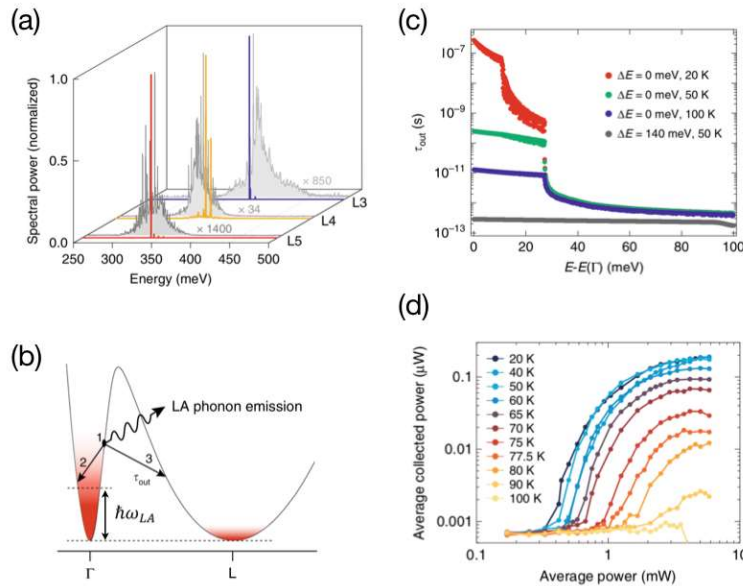 (a)
Spectral power (normalized)
1.0
0.5
0.0
× 850
× 34
× 1400
L3
L4
L5
250 300 350 400 450 500
Energy (meV)
(b)
LA phonon emission
1
2
3
τout
ℏωLA
Γ
L
(c)
τout (s)
10⁻⁷
10⁻⁹
10⁻¹¹
10⁻¹³
ΔE = 0 meV, 20 K
ΔE = 0 meV, 50 K
ΔE = 0 meV, 100 K
ΔE = 140 meV, 50 K
0 20 40 60 80 100
E-E(Γ) (meV)
(d)
Average collected power (µW)
0.1
0.01
0.001
20 K
40 K
50 K
60 K
65 K
70 K
75 K
77.5 K
80 K
90 K
100 K
0.1 1 10
Average power (mW)